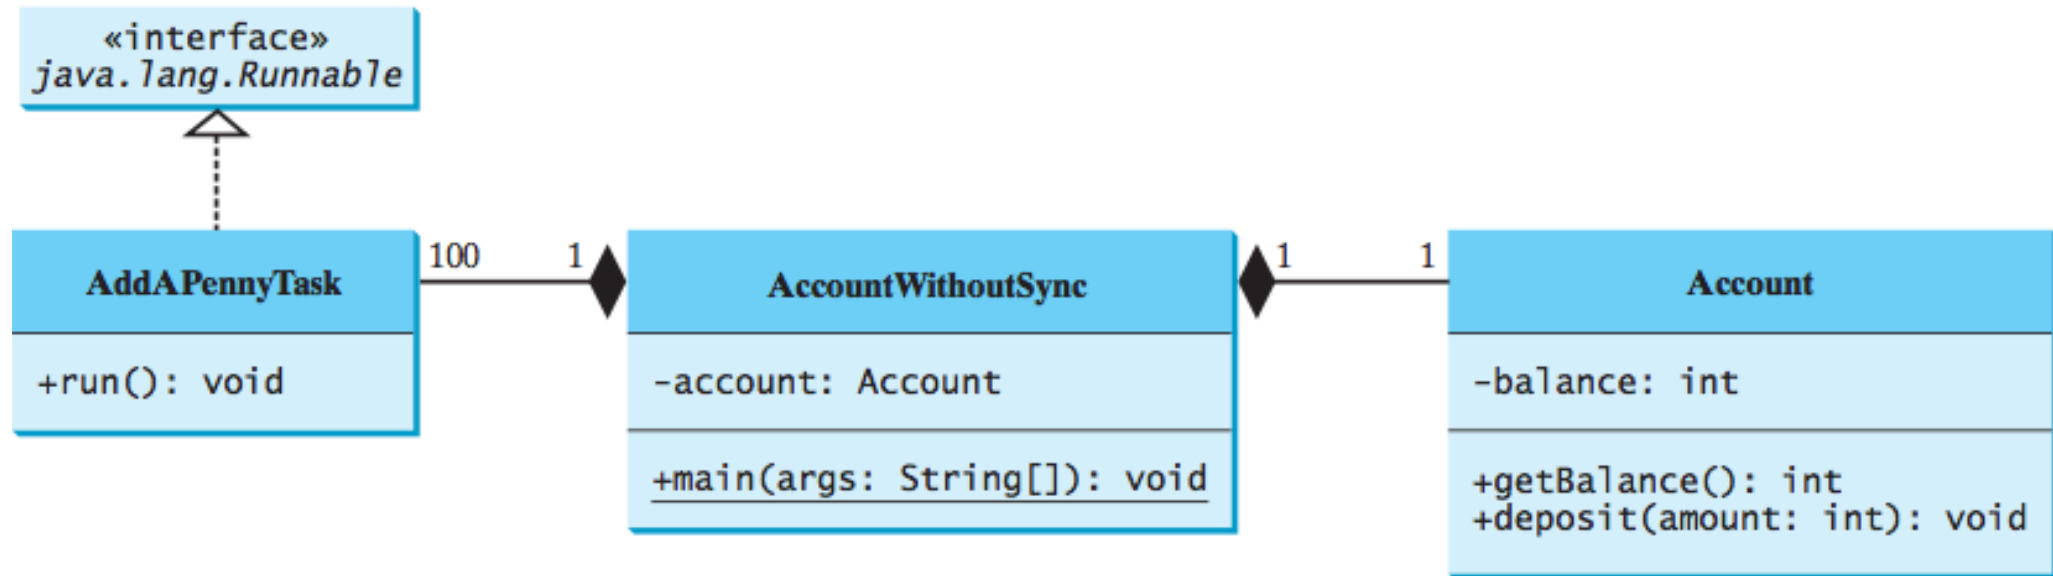 «interface»
java.lang.Runnable
AddAPennyTask
+run(): void
100
1
AccountWithoutSync
-account: Account
+main(args: String[]): void
1
1
Account
-balance: int
+getBalance(): int
+deposit(amount: int): void